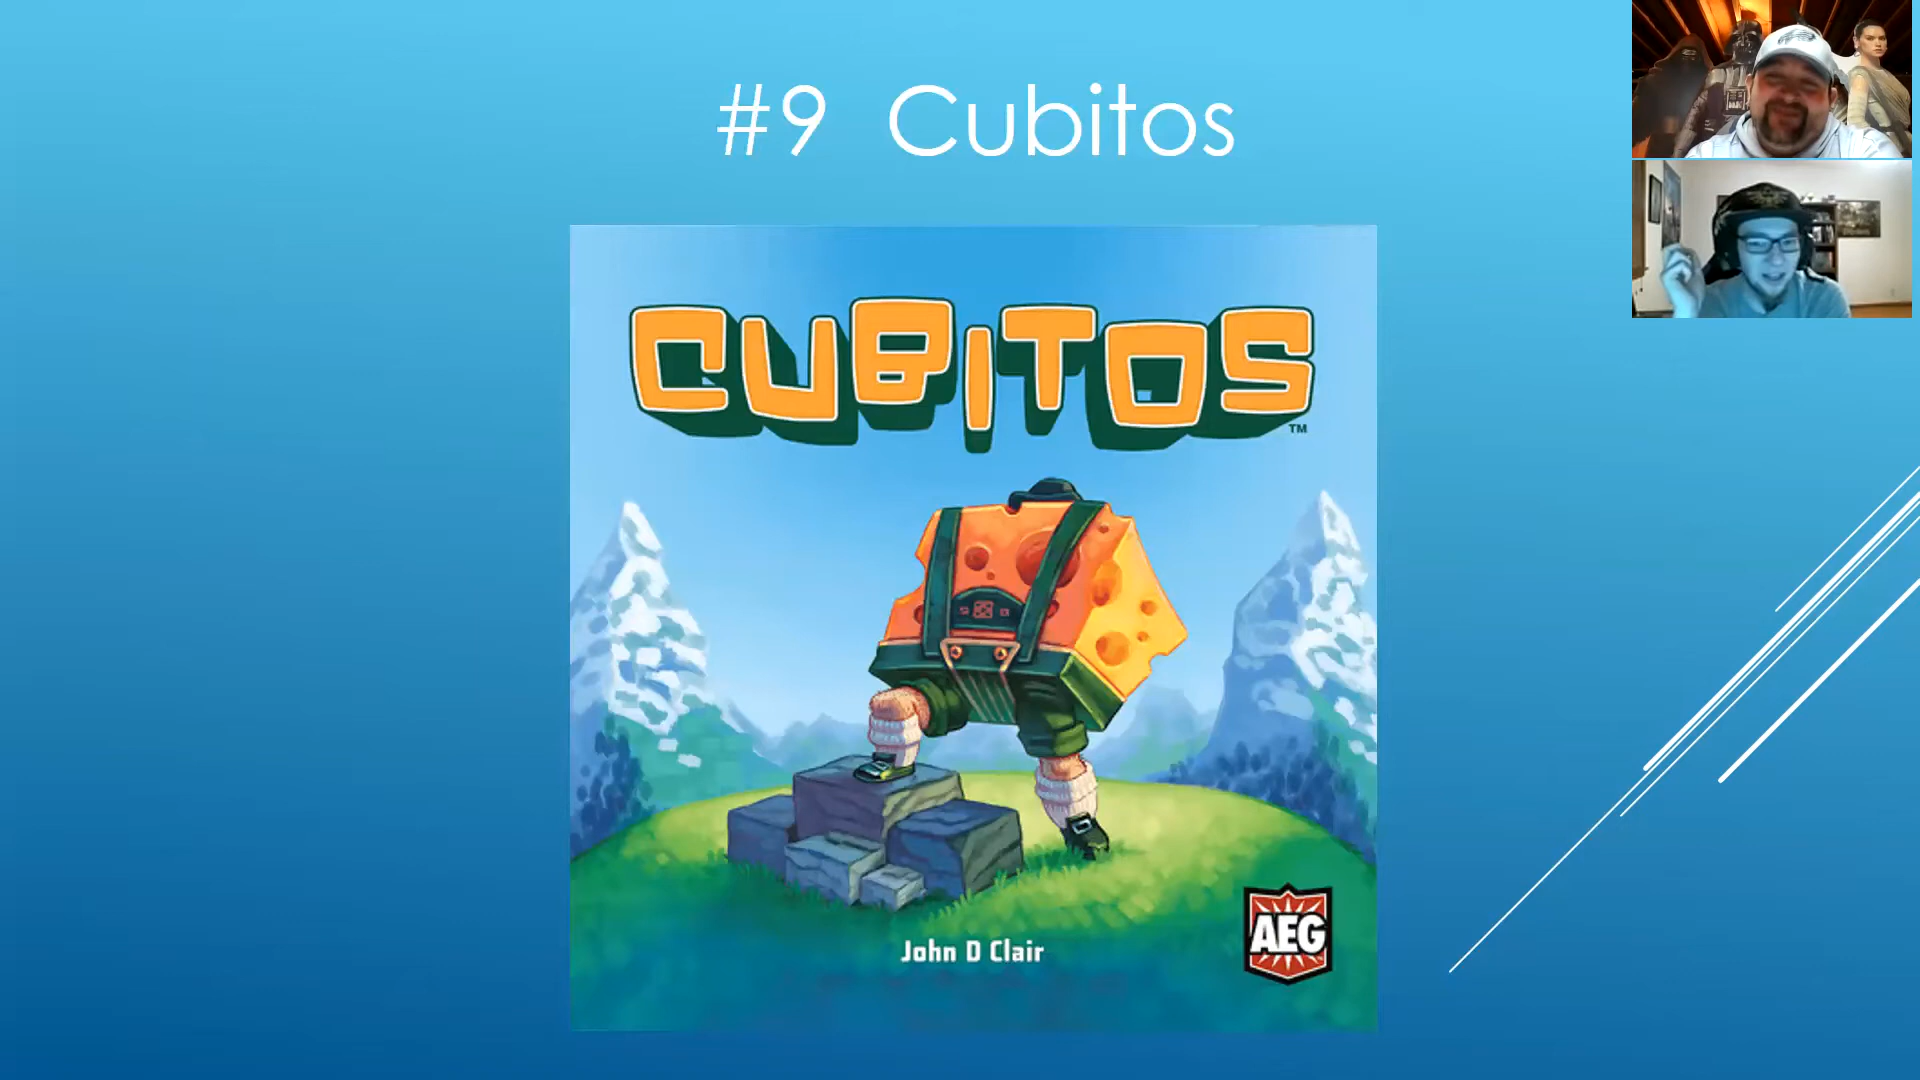 #9 Cubitos
CUBITOS
TM
John D Clair
AEG